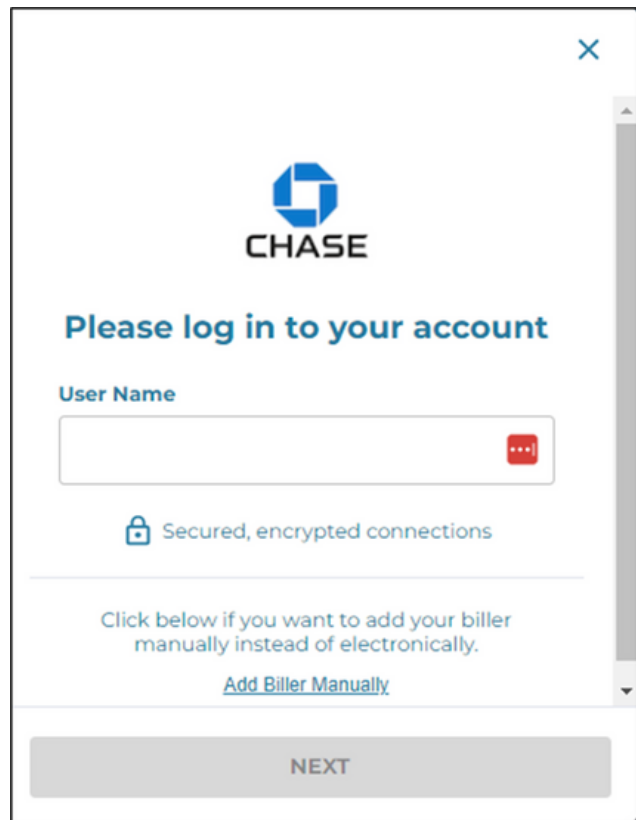 CHASE
Please log in to your account
User Name
Secured, encrypted connections
Click below if you want to add your biller
manually instead of electronically.
Add Biller Manually
NEXT